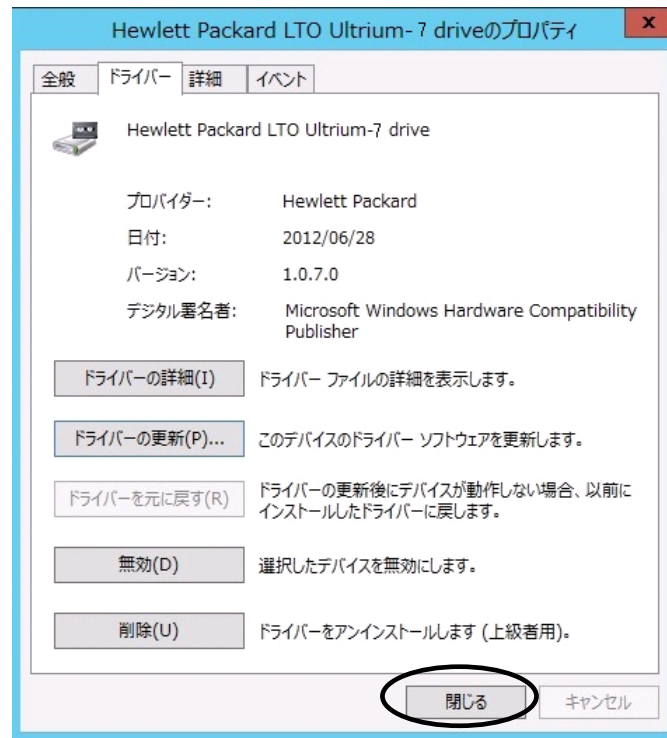 Hewlett Packard LTO Ultrium-7 driveのプロパティ
x
全般 ドライバー 詳細 イベント
Hewlett Packard LTO Ultrium-7 drive
プロバイダー: Hewlett Packard
日付: 2012/06/28
バージョン: 1.0.7.0
デジタル署名者: Microsoft Windows Hardware Compatibility
Publisher
ドライバーの詳細(I) ドライバー ファイルの詳細を表示します。
ドライバーの更新(P)... このデバイスのドライバー ソフトウェアを更新します。
ドライバーを元に戻す(R) ドライバーの更新後にデバイスが動作しない場合、以前に
インストールしたドライバーに戻します。
無効(D) 選択したデバイスを無効にします。
削除(U) ドライバーをアンインストールします (上級者用)。
閉じる キャンセル